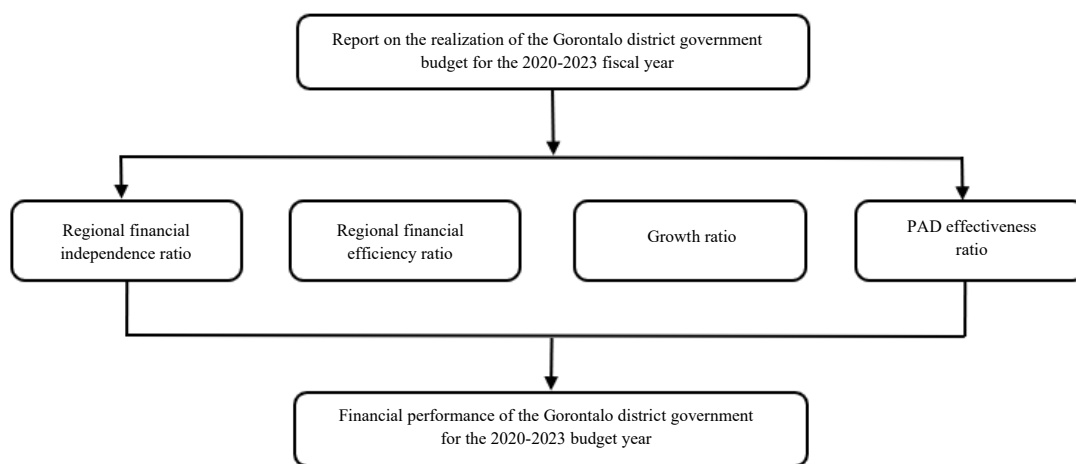 Report on the realization of the Gorontalo district government
budget for the 2020-2023 fiscal year
Regional financial
independence ratio
Regional financial
efficiency ratio
Growth ratio
PAD effectiveness
ratio
Financial performance of the Gorontalo district government
for the 2020-2023 budget year